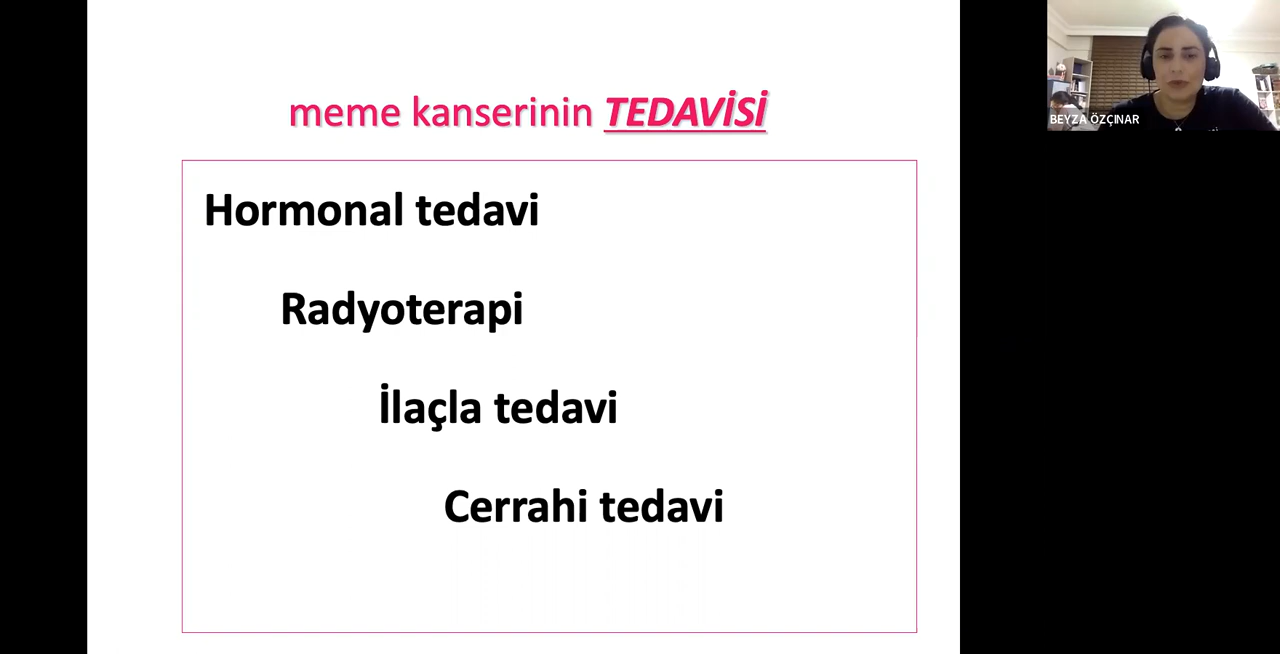 meme kanserinin TEDAVİSİ
Hormonal tedavi
Radyoterapi
İlaçla tedavi
Cerrahi tedavi
BEYZA ÖZÇINAR